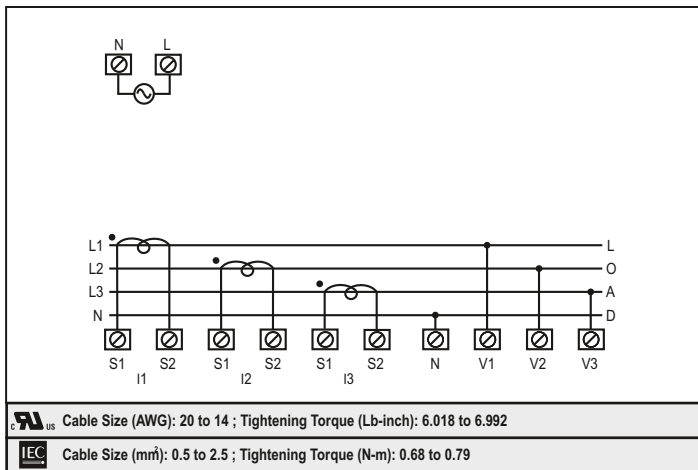 N L
L1 L
L2 O
L3 A
N D
S1 S2 S1 S2 S1 S2 N V1 V2 V3
I1 I2 I3
c RU US Cable Size (AWG): 20 to 14 ; Tightening Torque (Lb-inch): 6.018 to 6.992
IEC Cable Size (mm²): 0.5 to 2.5 ; Tightening Torque (N-m): 0.68 to 0.79